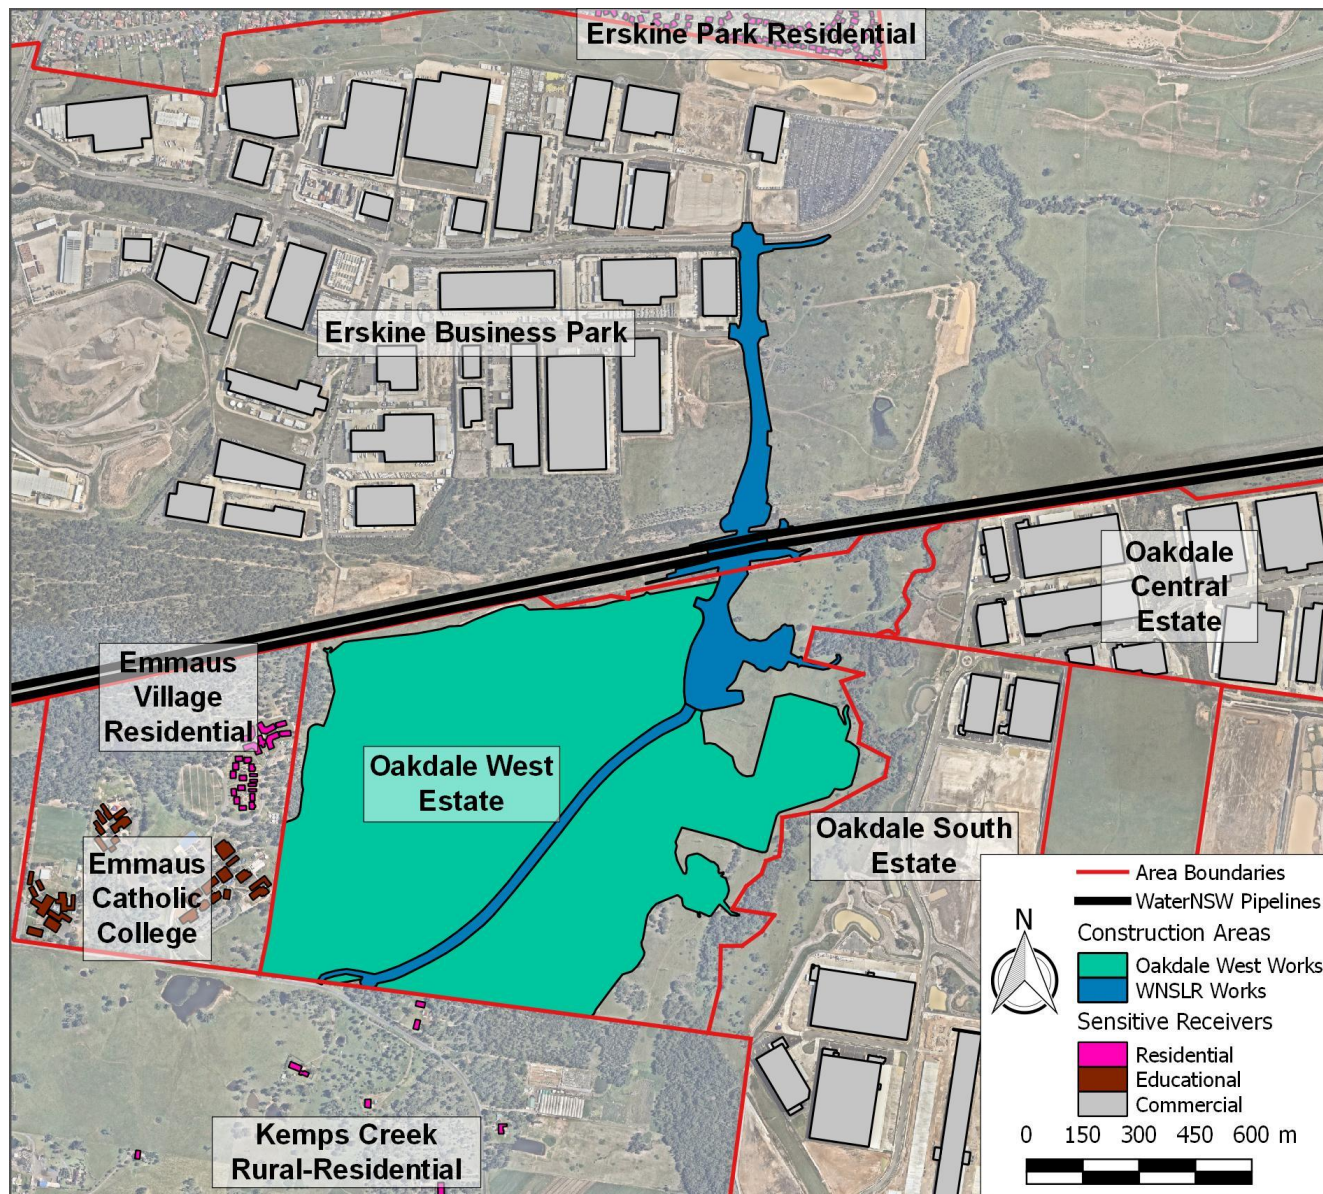 Erskine Park Residential
Erskine Business Park
Oakdale
Central
Estate
Emmaus
Village
Residential
Oakdale West
Estate
Oakdale South
Estate
Emmaus
Catholic
College
Kemps Creek
Rural-Residential
Area Boundaries
WaterNSW Pipelines
Construction Areas
Oakdale West Works
WNSLR Works
Sensitive Receivers
Residential
Educational
Commercial
N
0 150 300 450 600 m